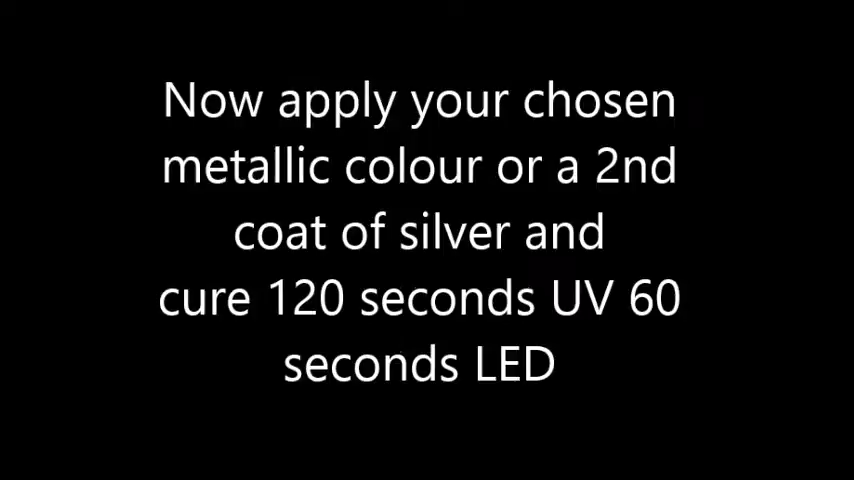 Now apply your chosen
metallic colour or a 2nd
coat of silver and
cure 120 seconds UV 60
seconds LED